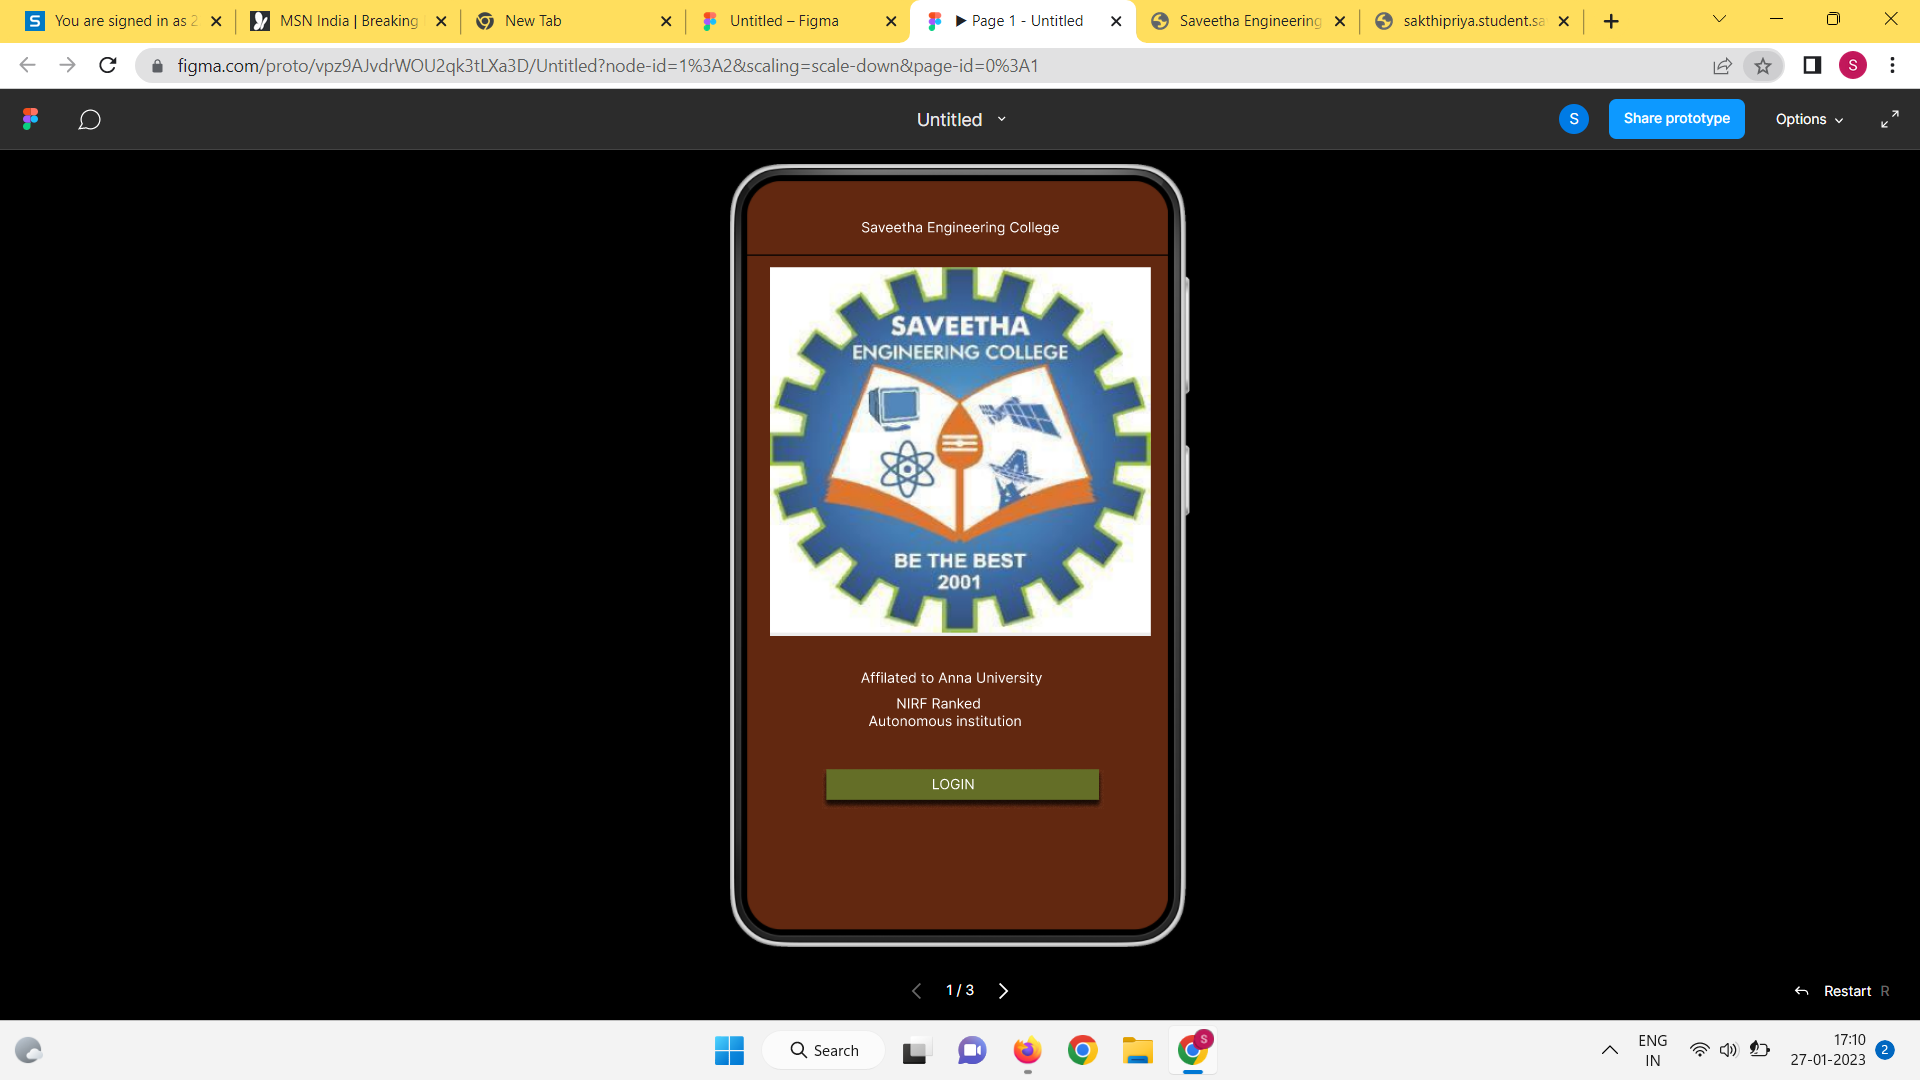 You are signed in as 2
MSN India | Breaking
New Tab
Untitled – Figma
▶ Page 1 - Untitled
Saveetha Engineering
sakthipriya.student.sa
figma.com/proto/vpz9AJvdrWOU2qk3tLXa3D/Untitled?node-id=1%3A2&scaling=scale-down&page-id=0%3A1
S
Untitled
S
Share prototype
Options
Saveetha Engineering College
SAVEETHA
ENGINEERING COLLEGE
BE THE BEST
2001
Affilated to Anna University
NIRF Ranked
Autonomous institution
LOGIN
1 / 3
Restart R
Search
S
ENG
IN
17:10
27-01-2023
2